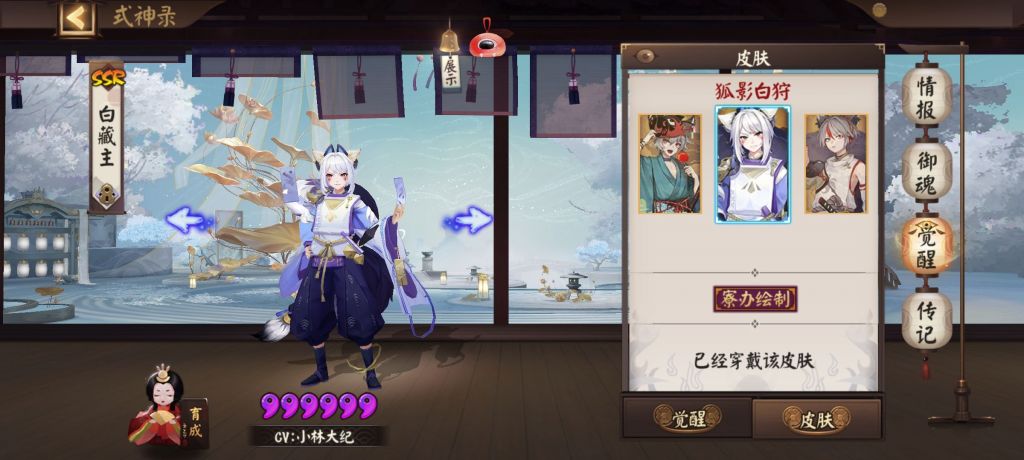 式神录
展示
SSR
白藏主
皮肤
狐影白狩
寮办绘制
已经穿戴该皮肤
觉醒
皮肤
情报
御魂
觉醒
传记
育成
999999
CV:小林大纪